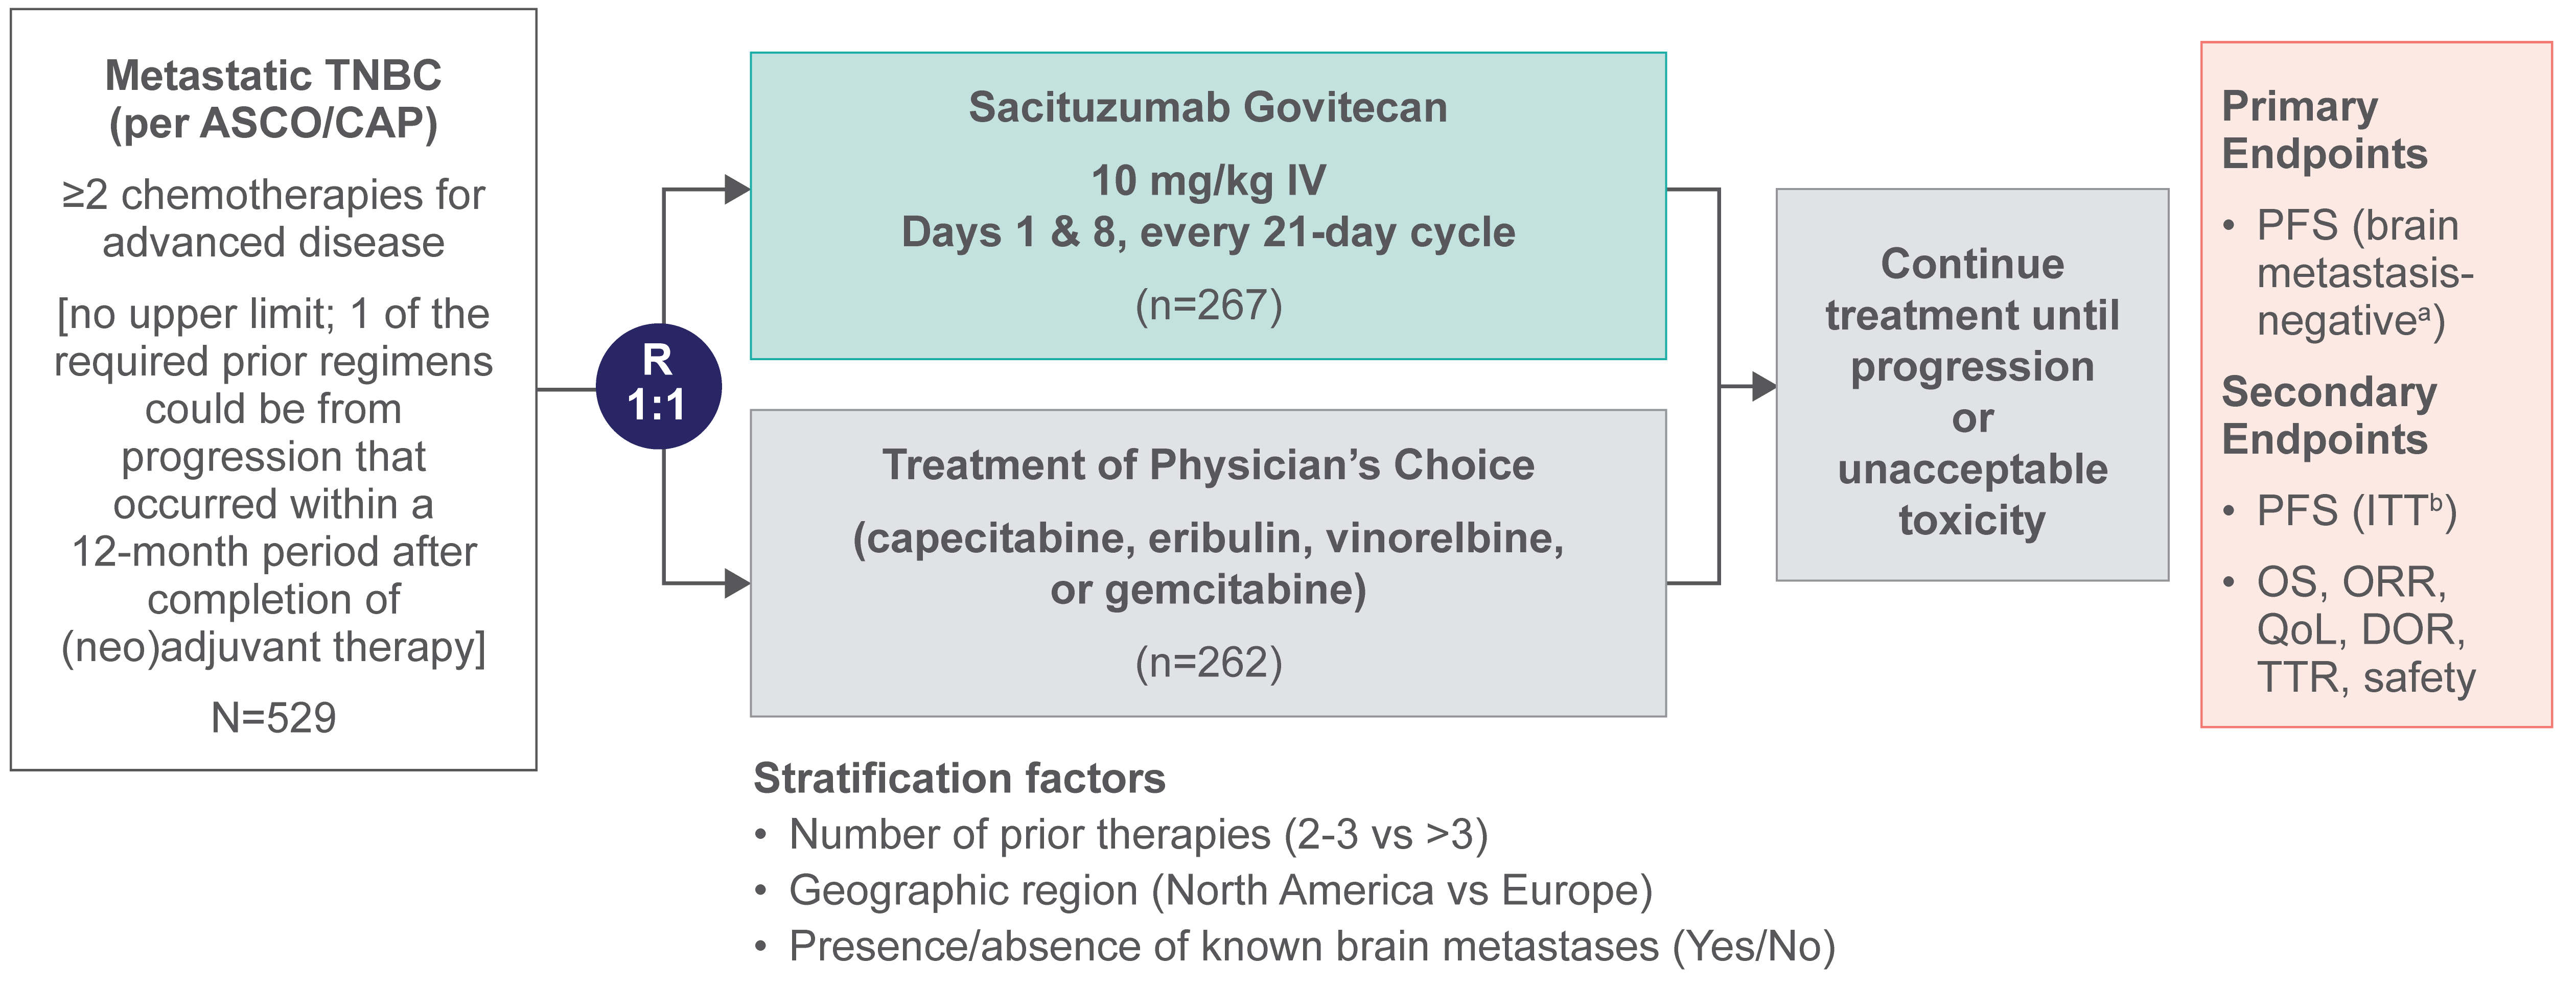 Metastatic TNBC
(per ASCO/CAP)
≥2 chemotherapies for
advanced disease
[no upper limit; 1 of the
required prior regimens
could be from
progression that
occurred within a
12-month period after
completion of
(neo)adjuvant therapy]
N=529
R
1:1
Sacituzumab Govitecan
10 mg/kg IV
Days 1 & 8, every 21-day cycle
(n=267)
Treatment of Physician’s Choice
(capecitabine, eribulin, vinorelbine,
or gemcitabine)
(n=262)
Continue
treatment until
progression
or
unacceptable
toxicity
Primary
Endpoints
• PFS (brain
metastasis-
negativeᵃ)
Secondary
Endpoints
• PFS (ITTᵇ)
• OS, ORR,
QoL, DOR,
TTR, safety
Stratification factors
• Number of prior therapies (2-3 vs >3)
• Geographic region (North America vs Europe)
• Presence/absence of known brain metastases (Yes/No)